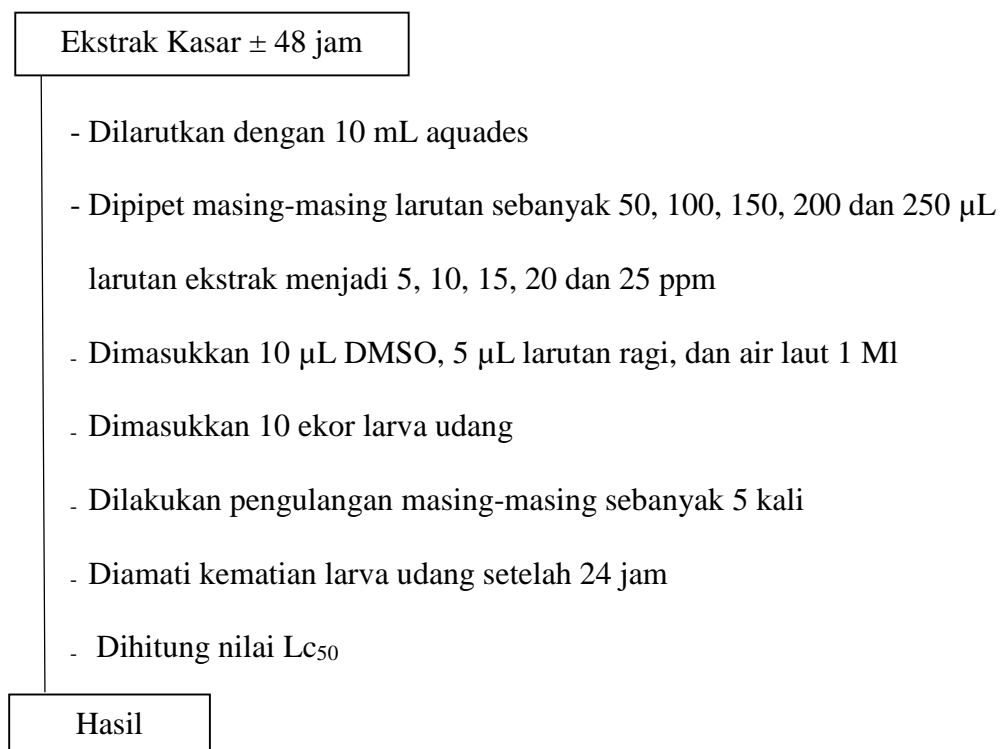 Ekstrak Kasar ± 48 jam
- Dilarutkan dengan 10 mL aquades
- Dipipet masing-masing larutan sebanyak 50, 100, 150, 200 dan 250 µL
larutan ekstrak menjadi 5, 10, 15, 20 dan 25 ppm
- Dimasukkan 10 µL DMSO, 5 µL larutan ragi, dan air laut 1 Ml
- Dimasukkan 10 ekor larva udang
- Dilakukan pengulangan masing-masing sebanyak 5 kali
- Diamati kematian larva udang setelah 24 jam
- Dihitung nilai Lc₅₀
Hasil